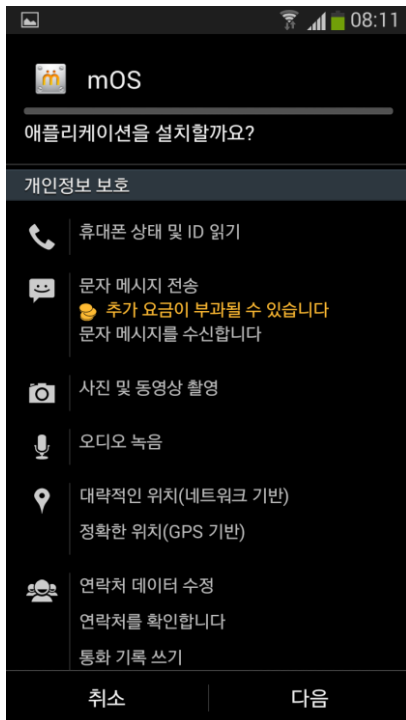 08:11
mOS
애플리케이션을 설치할까요?
개인정보 보호
휴대폰 상태 및 ID 읽기
문자 메시지 전송
추가 요금이 부과될 수 있습니다
문자 메시지를 수신합니다
사진 및 동영상 촬영
오디오 녹음
대략적인 위치(네트워크 기반)
정확한 위치(GPS 기반)
연락처 데이터 수정
연락처를 확인합니다
통화 기록 쓰기
취소
다음